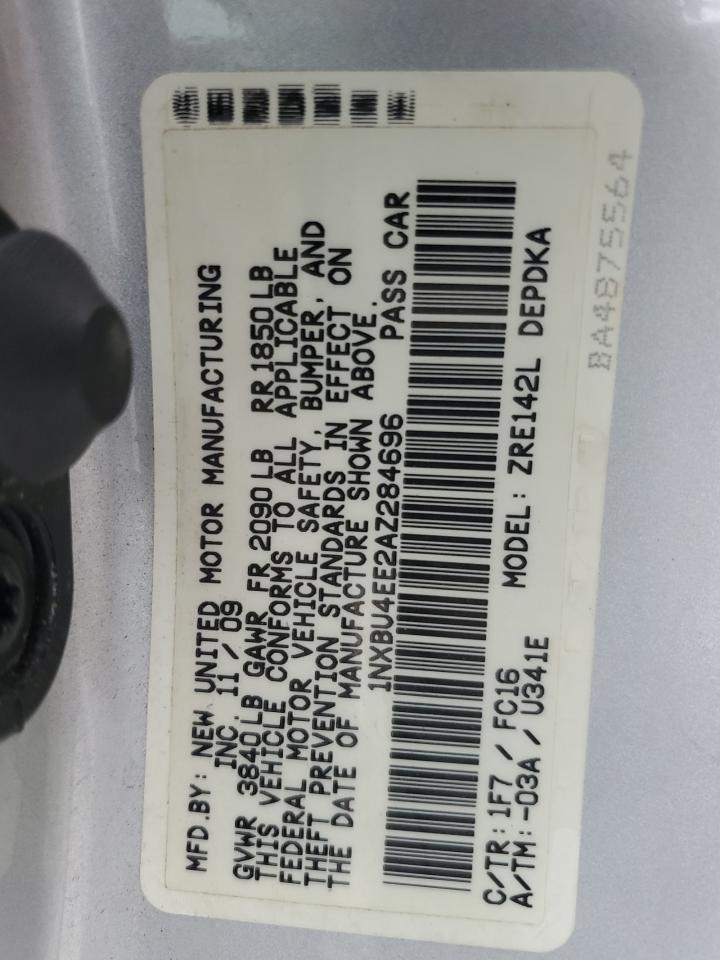 MFD.BY: NEW UNITED MOTOR MANUFACTURING
INC. 11 / 09
GVWR 3840 LB GAWR FR 2090 LB RR 1850 LB
THIS VEHICLE CONFORMS TO ALL APPLICABLE
FEDERAL MOTOR VEHICLE SAFETY, BUMPER, AND
THEFT PREVENTION STANDARDS IN EFFECT ON
THE DATE OF MANUFACTURE SHOWN ABOVE.
1NXBU4EE2AZ284696 PASS CAR
C/TR: 1F7 / FC16 MODEL: ZRE142L DEPDKA
A/TM: -03A / U341E
BA4875564